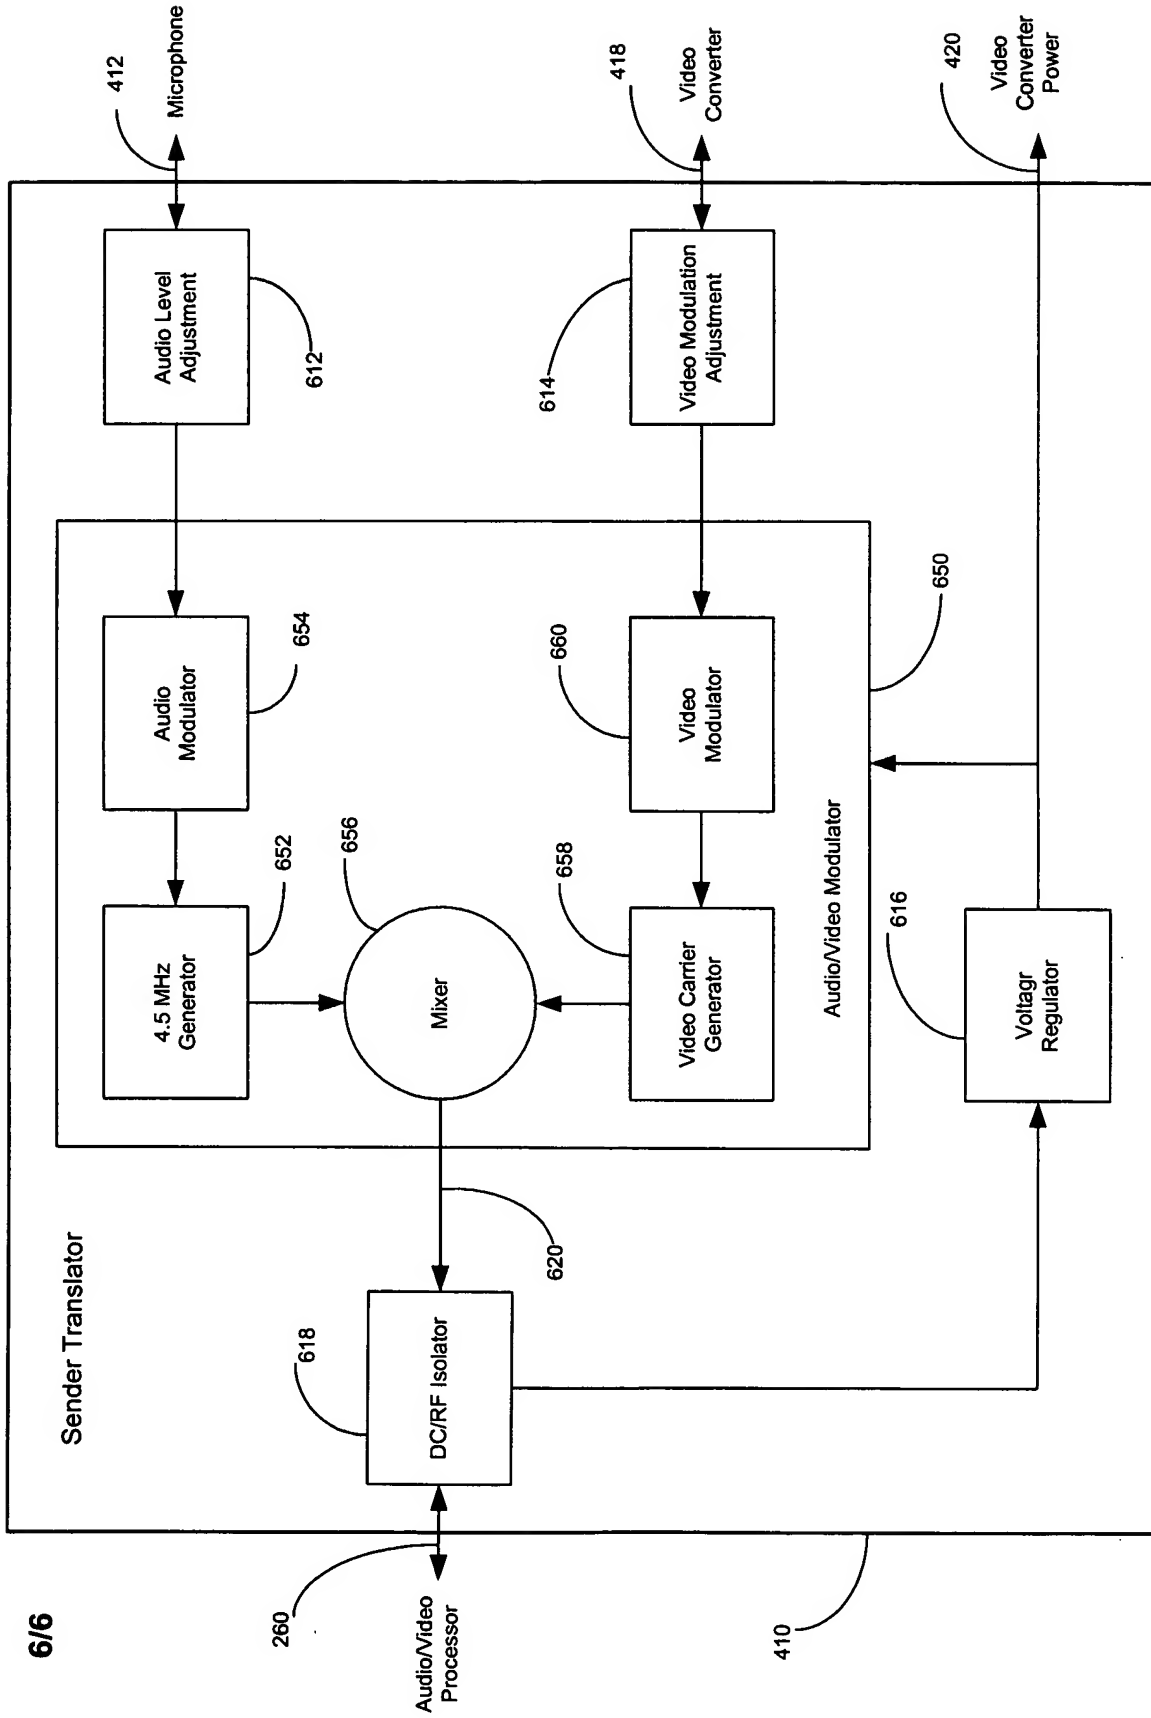 6/6
Sender Translator
Audio/Video
Processor
260
410
618
DC/RF Isolator
620
4.5 MHz
Generator
652
Audio
Modulator
654
Mixer
656
Video Carrier
Generator
658
Video
Modulator
660
Audio/Video Modulator
650
Voltagr
Regulator
616
Audio Level
Adjustment
612
Video Modulation
Adjustment
614
412
Microphone
418
Video
Converter
420
Video
Converter
Power